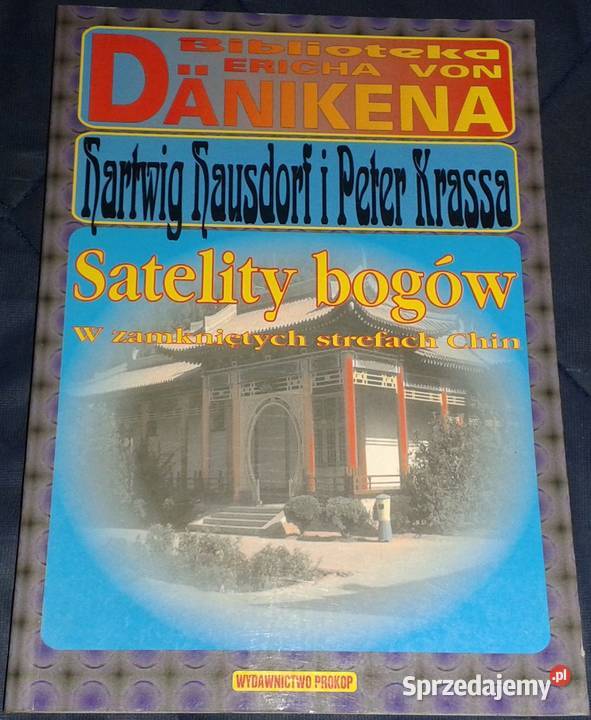 Biblioteka
ERICHA VON
DÄNIKENA
Hartwig Hausdorf i Peter Krassa
Satelity bogów
W zamkniętych strefach Chin
WYDAWNICTWO PROKOP
Sprzedajemy.pl